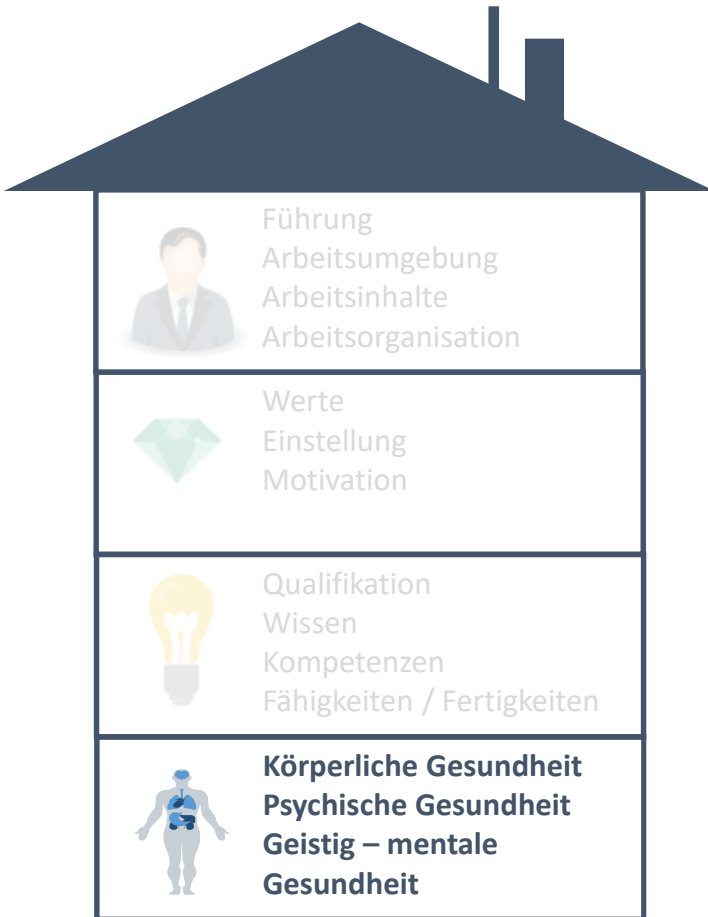 Führung
Arbeitsumgebung
Arbeitsinhalte
Arbeitsorganisation
Werte
Einstellung
Motivation
Qualifikation
Wissen
Kompetenzen
Fähigkeiten / Fertigkeiten
Körperliche Gesundheit
Psychische Gesundheit
Geistig – mentale
Gesundheit